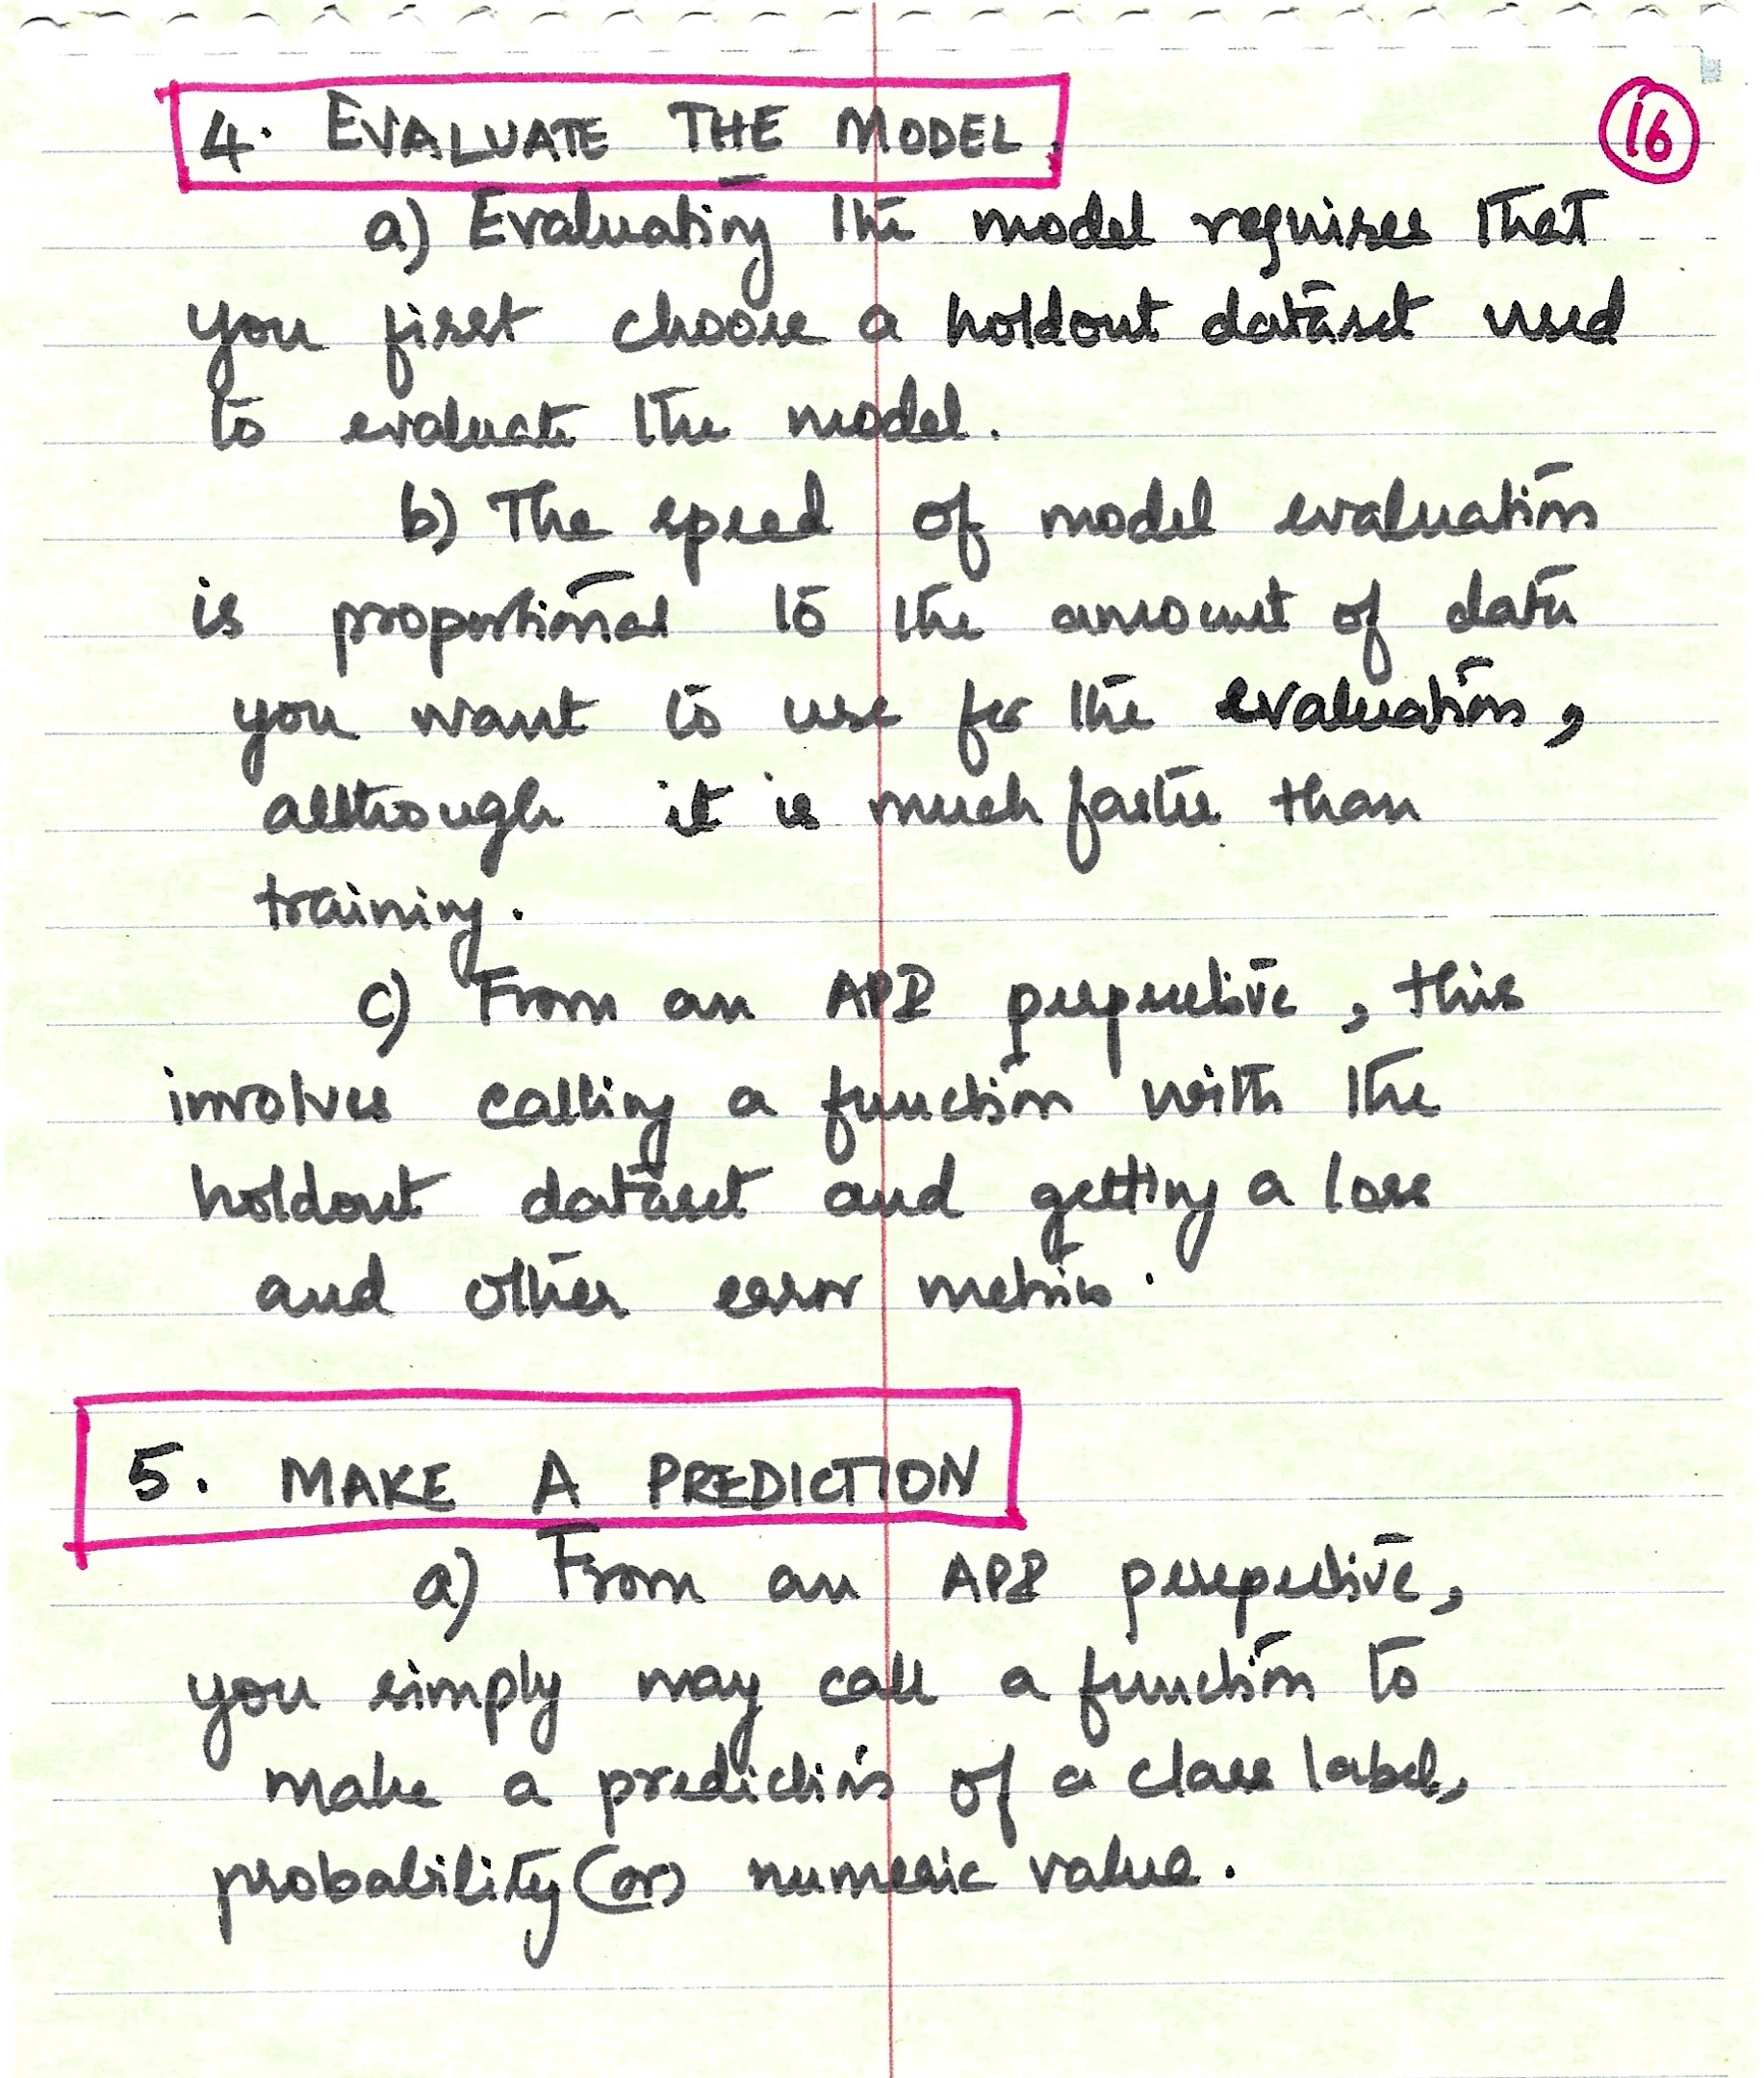 4. EVALUATE THE MODEL.
16
a) Evaluating the model requires that
you first choose a holdout dataset used
to evaluate the model.
b) The speed of model evaluation
is proportional to the amount of data
you want to use for the evaluation,
although it is much faster than
training.
c) From an API perspective, this
involves calling a function with the
holdout dataset and getting a loss
and other error metrics.
5. MAKE A PREDICTION
a) From an API perspective,
you simply may call a function to
make a prediction of a class label,
probability (or) numeric value.